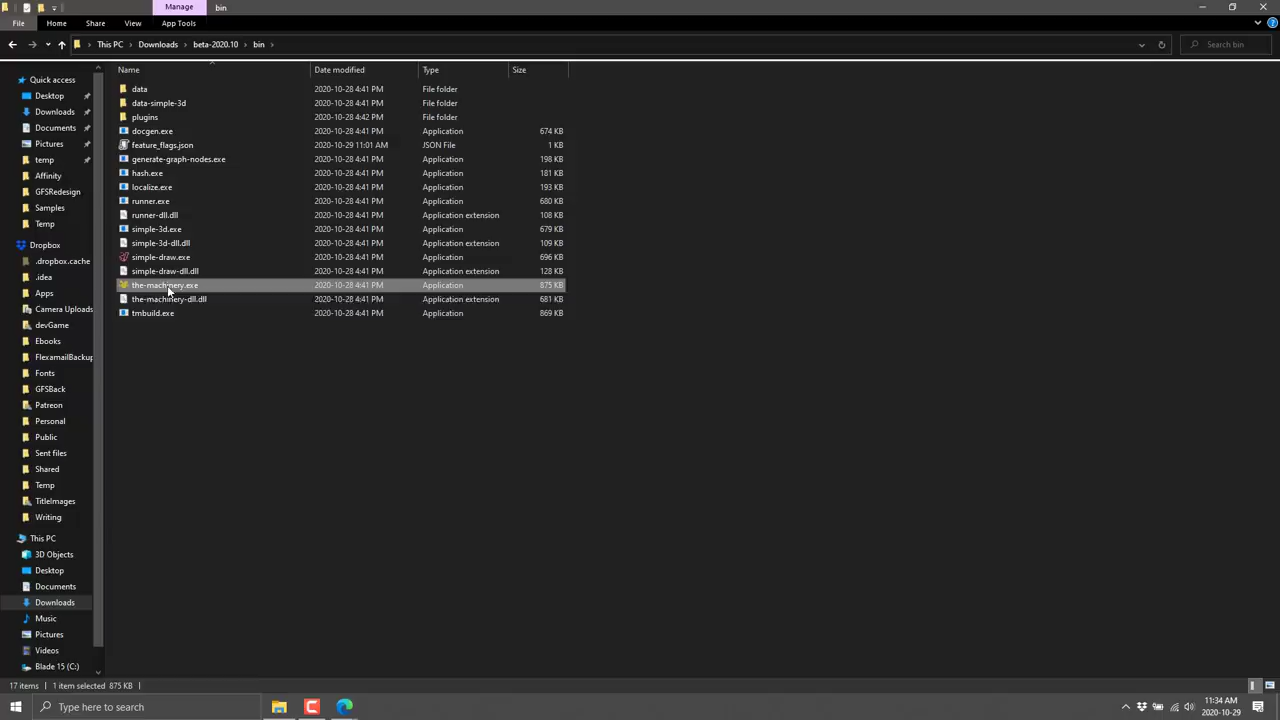 Manage
bin
File
Home
Share
View
App Tools
This PC
Downloads
beta-2020.10
bin
Search bin
Name
Date modified
Type
Size
Quick access
Desktop
Downloads
Documents
Pictures
temp
Affinity
GFSRedesign
Samples
Temp
Dropbox
.dropbox.cache
.idea
Apps
Camera Uploads
devGame
Ebooks
FlexamailBackup
Fonts
GFSBack
Patreon
Personal
Public
Sent files
Shared
Temp
TitleImages
Writing
This PC
3D Objects
Desktop
Documents
Downloads
Music
Pictures
Videos
Blade 15 (C:)
data 2020-10-28 4:41 PM File folder
data-simple-3d 2020-10-28 4:41 PM File folder
plugins 2020-10-28 4:42 PM File folder
docgen.exe 2020-10-28 4:41 PM Application 674 KB
feature_flags.json 2020-10-29 11:01 AM JSON File 1 KB
generate-graph-nodes.exe 2020-10-28 4:41 PM Application 198 KB
hash.exe 2020-10-28 4:41 PM Application 181 KB
localize.exe 2020-10-28 4:41 PM Application 193 KB
runner.exe 2020-10-28 4:41 PM Application 680 KB
runner-dll.dll 2020-10-28 4:41 PM Application extension 108 KB
simple-3d.exe 2020-10-28 4:41 PM Application 679 KB
simple-3d-dll.dll 2020-10-28 4:41 PM Application extension 109 KB
simple-draw.exe 2020-10-28 4:41 PM Application 696 KB
simple-draw-dll.dll 2020-10-28 4:41 PM Application extension 128 KB
the-machinery.exe 2020-10-28 4:41 PM Application 875 KB
the-machinery-dll.dll 2020-10-28 4:41 PM Application extension 681 KB
tmbuild.exe 2020-10-28 4:41 PM Application 869 KB
17 items
1 item selected 875 KB
Type here to search
11:34 AM
2020-10-29